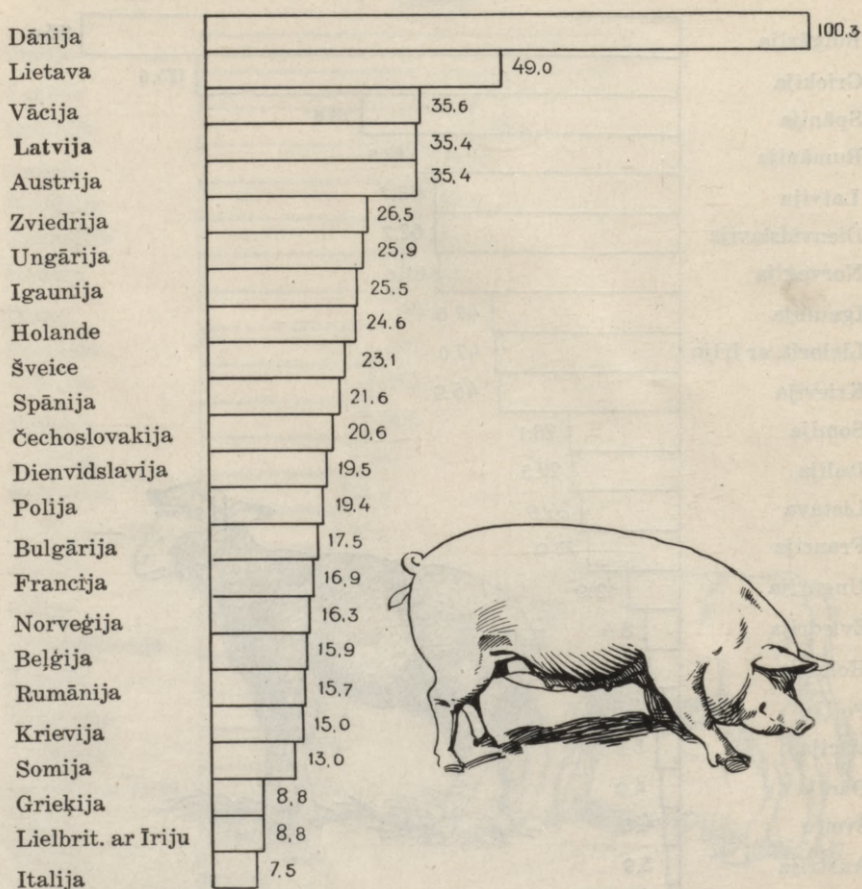 Dānija 100.3
Lietava 49.0
Vācija 35.6
Latvija 35.4
Austrija 35,4
Zviedrija 26,5
Ungārija 25,9
Igaunija 25.5
Holande 24.6
Šveice 23,1
Spānija 21.6
Čechoslovakija 20,6
Dienvidslavija 19,5
Polija 19.4
Bulgārija 17.5
Francija 16,9
Norveģija 16.3
Beļģija 15.9
Rumānija 15.7
Krievija 15.0
Somija 13.0
Grieķija 8,8
Lielbrit. ar Īriju 8,8
Italija 7.5